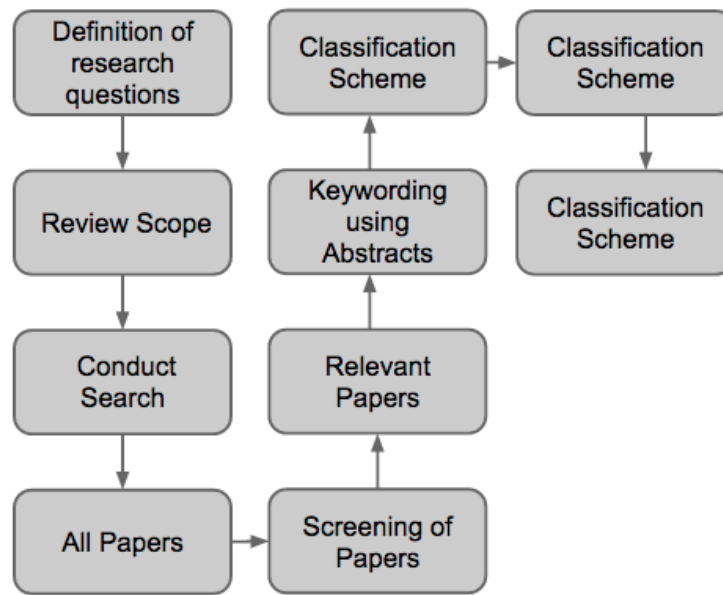 Definition of
research
questions
Review Scope
Conduct
Search
All Papers
Screening of
Papers
Relevant
Papers
Keywording
using
Abstracts
Classification
Scheme
Classification
Scheme
Classification
Scheme